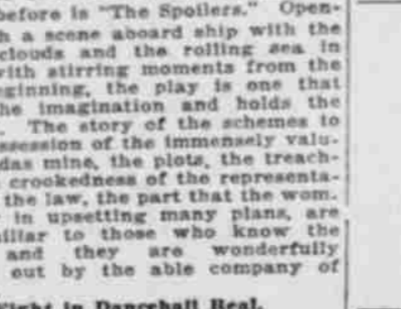 before is "The Spoilers." Open-
h a scene aboard ship with the
clouds and the rolling sea in
with stirring moments from the
eginning, the play is one that
he imagination and holds the
. The story of the schemes to
ssession of the immensely valu-
das mine, the plots, the treach-
crookedness of the representa-
the law, the part that the wom.
in upsetting many plans, are
iliar to those who know the
and they are wonderfully
out by the able company of
Fight in Dancehall Real.